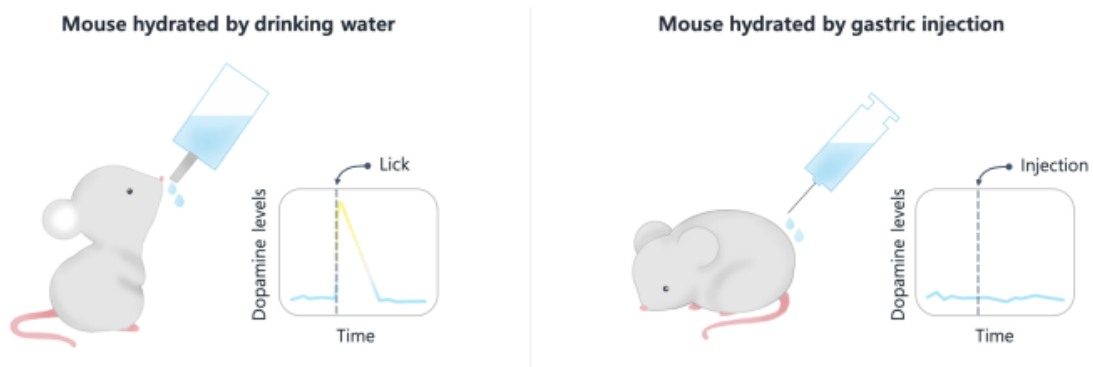 Mouse hydrated by drinking water
Lick
Dopamine levels
Time
Mouse hydrated by gastric injection
Injection
Dopamine levels
Time